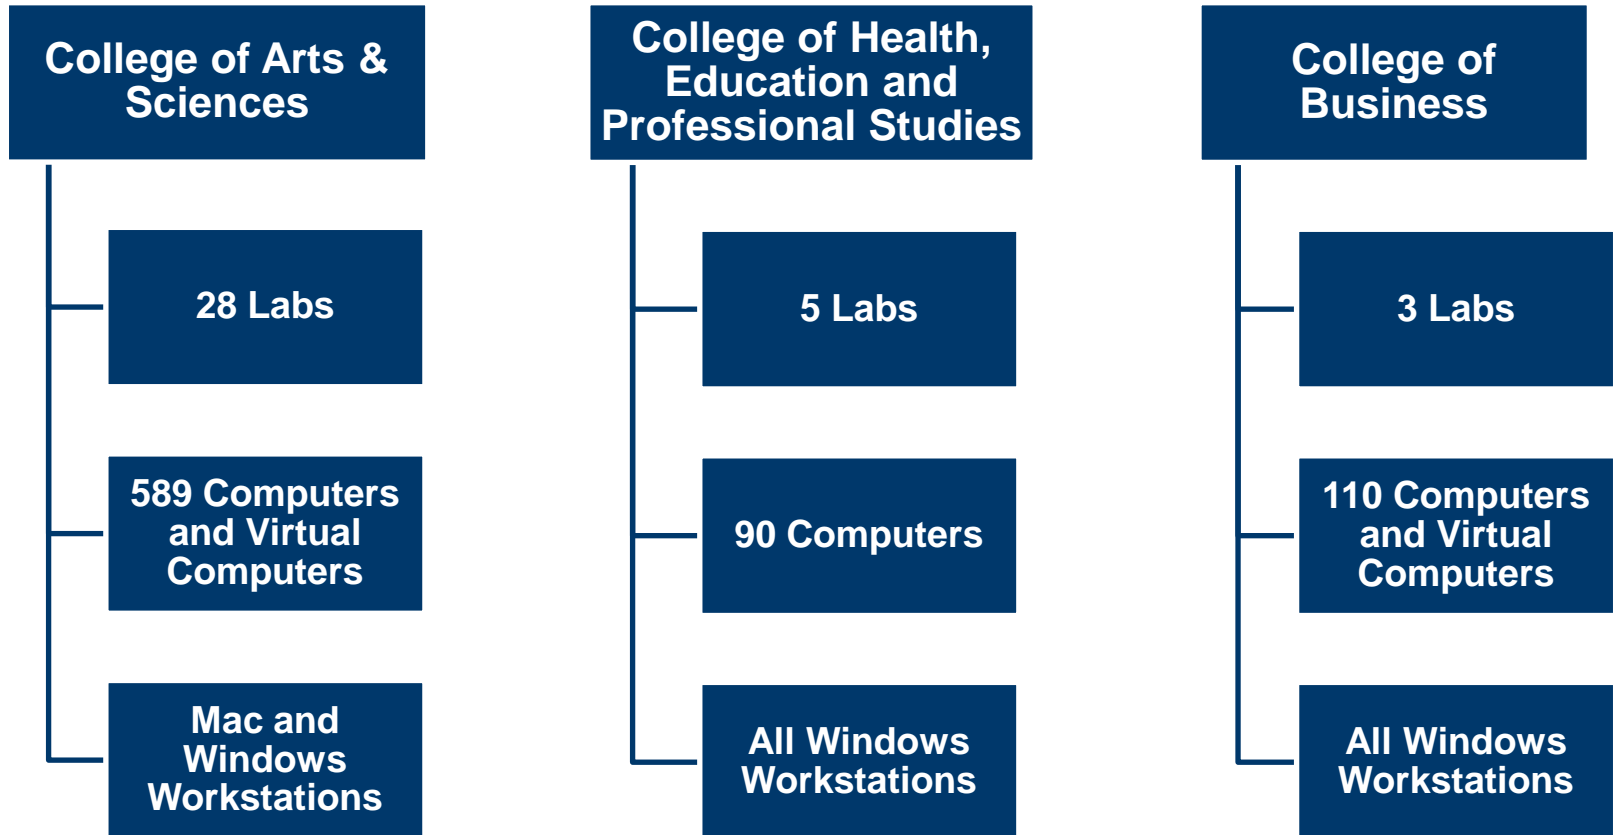 College of Arts &
Sciences
28 Labs
589 Computers
and Virtual
Computers
Mac and
Windows
Workstations
College of Health,
Education and
Professional Studies
5 Labs
90 Computers
All Windows
Workstations
College of
Business
3 Labs
110 Computers
and Virtual
Computers
All Windows
Workstations